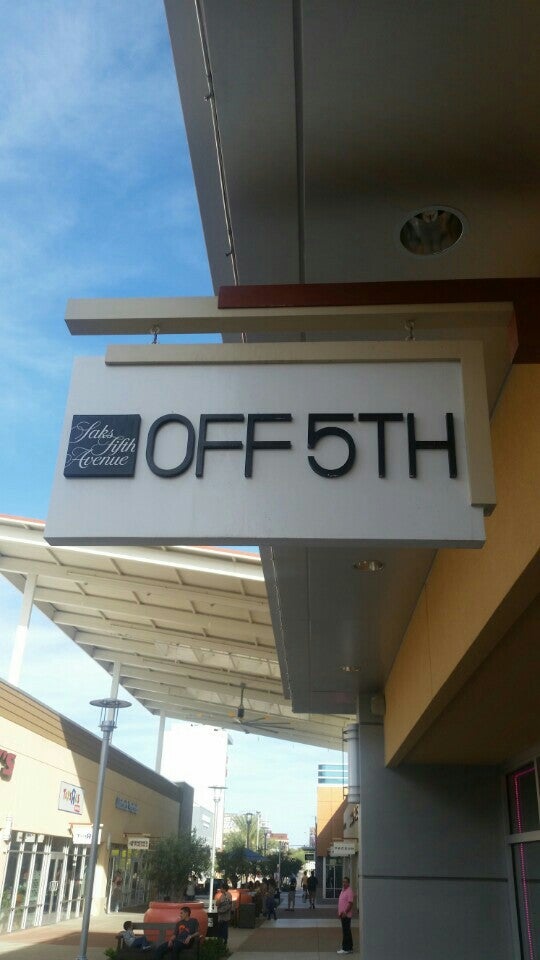 Saks
Fifth
Avenue
OFF 5TH